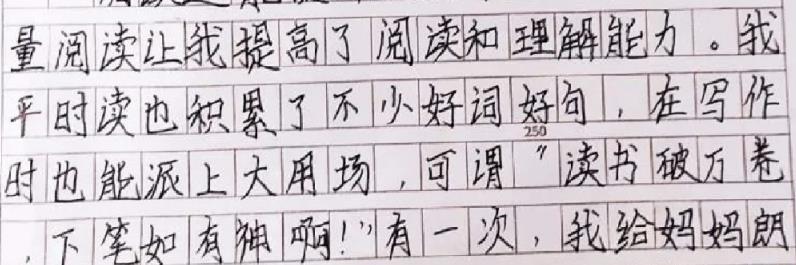 量阅读让我提高了阅读和理解能力。我
平时读也积累了不少好词好句，在写作
250
时也能派上大用场，可谓“读书破万卷
，下笔如有神啊！”有一次，我给妈妈朗